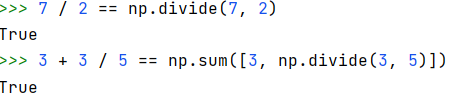 >>> 7 / 2 == np.divide(7, 2)
True
>>> 3 + 3 / 5 == np.sum([3, np.divide(3, 5)])
True